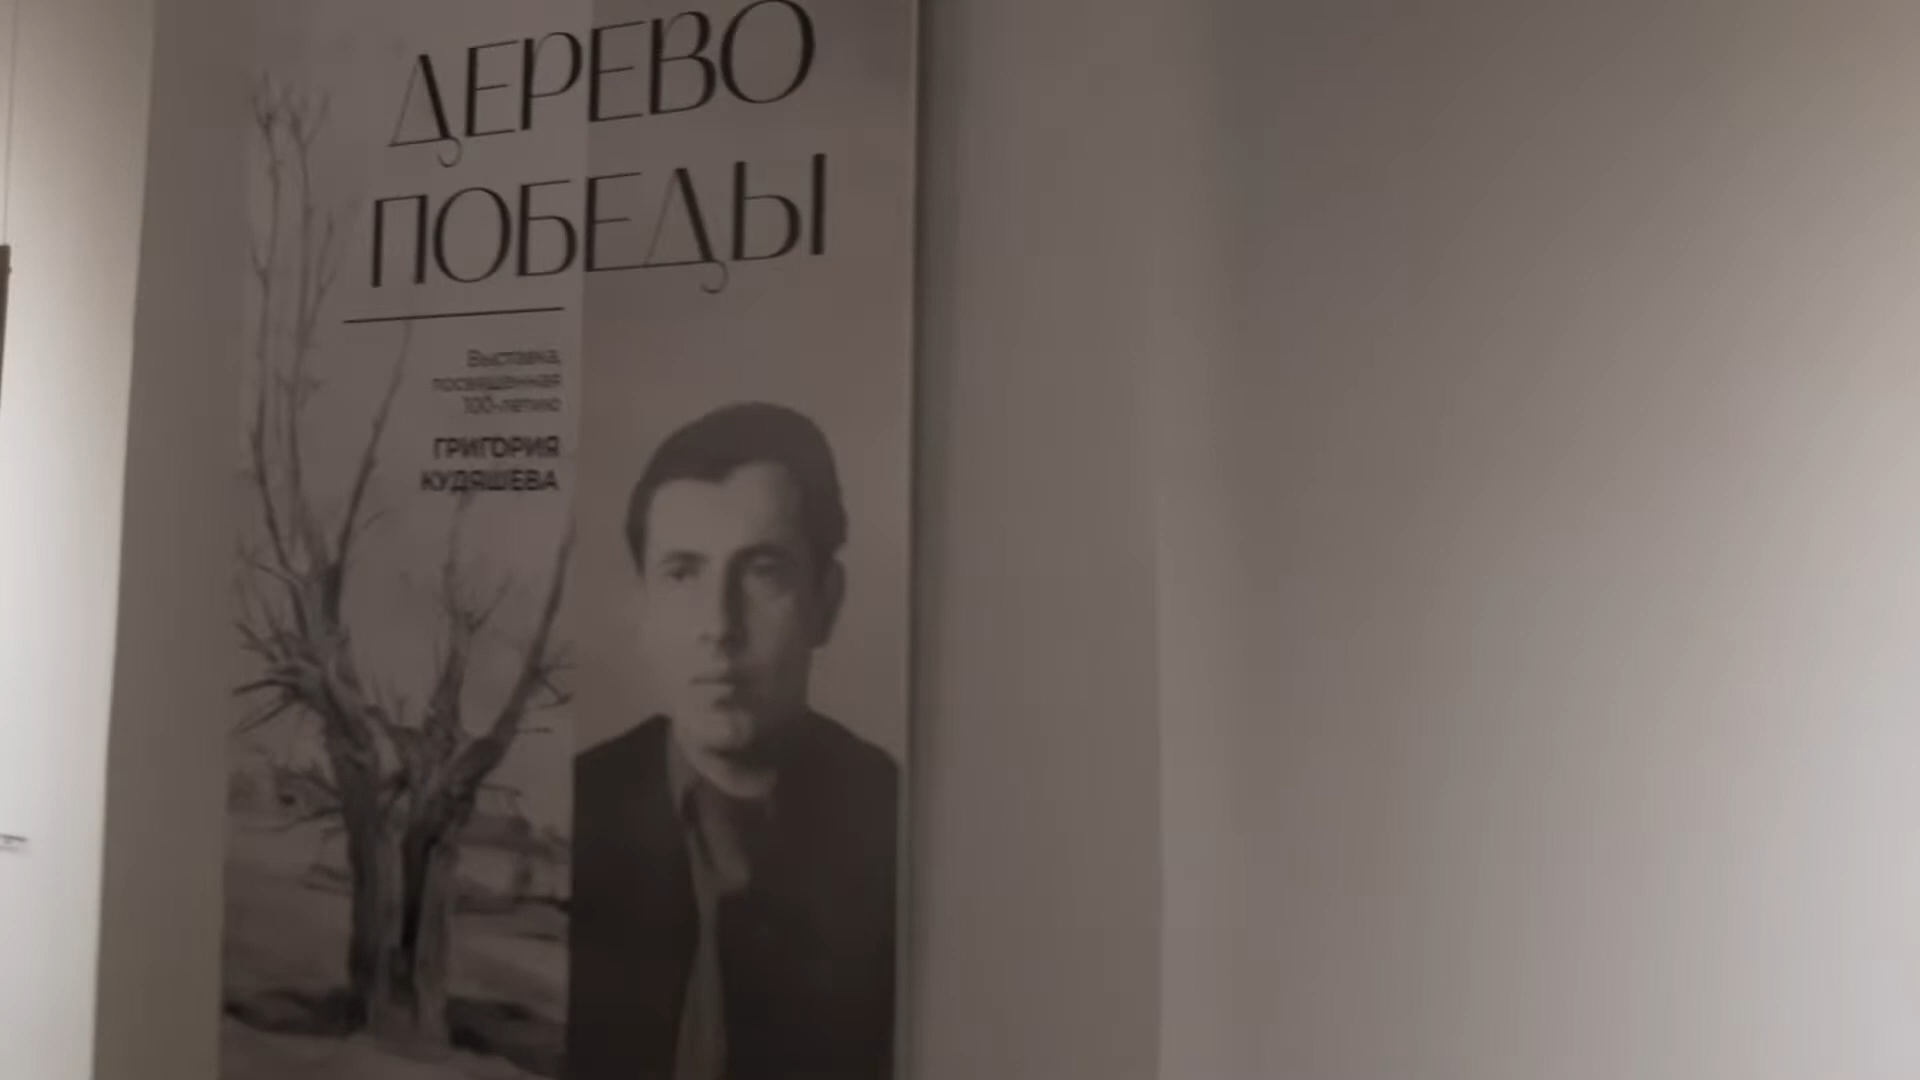 ДЕРЕВО
ПОБЕДЫ
Выставка,
посвященная
100-летию
ГРИГОРИЯ
КУДЯШЕВА